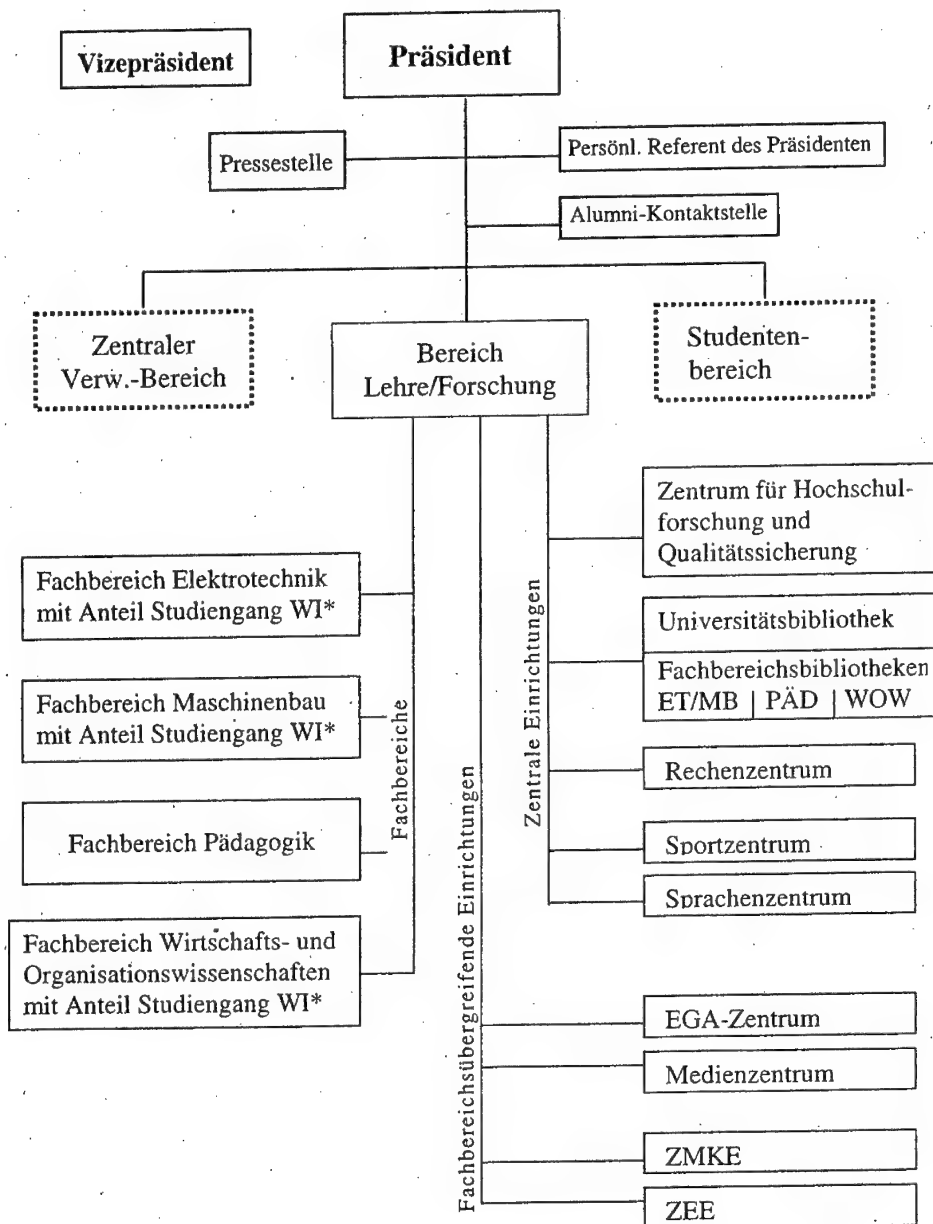 Vizepräsident
Präsident
Pressestelle
Persönl. Referent des Präsidenten
Alumni-Kontaktstelle
Zentraler
Verw.-Bereich
Bereich
Lehre/Forschung
Studenten-
bereich
Fachbereiche
Fachbereich Elektrotechnik
mit Anteil Studiengang WI*
Fachbereich Maschinenbau
mit Anteil Studiengang WI*
Fachbereich Pädagogik
Fachbereich Wirtschafts- und
Organisationswissenschaften
mit Anteil Studiengang WI*
Zentrale Einrichtungen
Zentrum für Hochschul-
forschung und
Qualitätssicherung
Universitätsbibliothek
Fachbereichsbibliotheken
ET/MB | PÄD | WOW
Rechenzentrum
Sportzentrum
Sprachenzentrum
Fachbereichsübergreifende Einrichtungen
EGA-Zentrum
Medienzentrum
ZMKE
ZEE